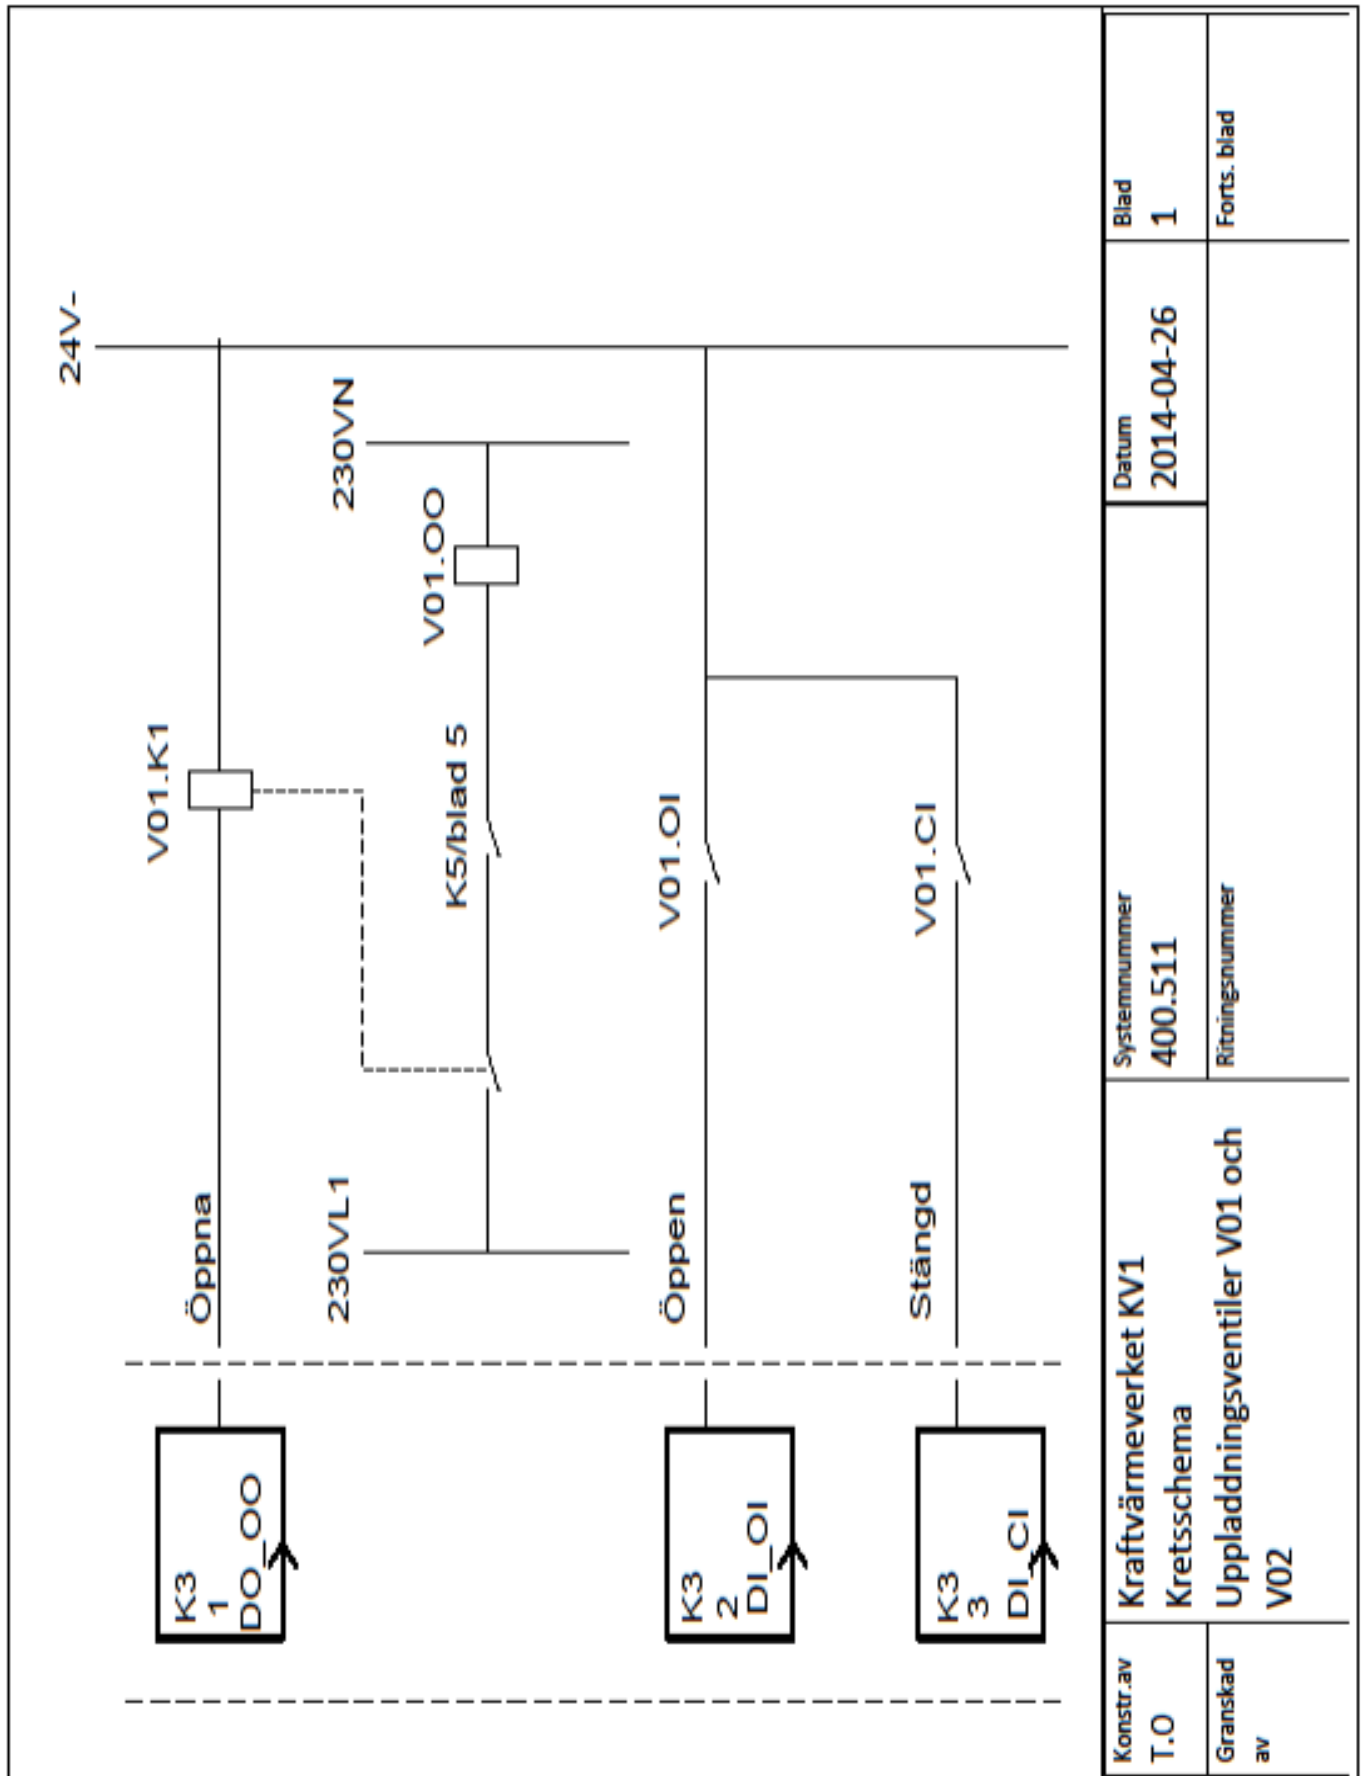 24V-
V01.K1
Öppna
K3
1
DO_OO
230VN
V01.OO
K5/blad 5
230VL1
V01.OI
Öppen
K3
2
DI_OI
V01.CI
Stängd
K3
3
DI_CI
Konstr.av
T.O
Granskad
av
Kraftvärmeverket KV1
Kretsschema
Uppladdningsventiler V01 och
V02
Systemnummer
400.511
Ritningsnummer
Datum
2014-04-26
Blad
1
Forts. blad